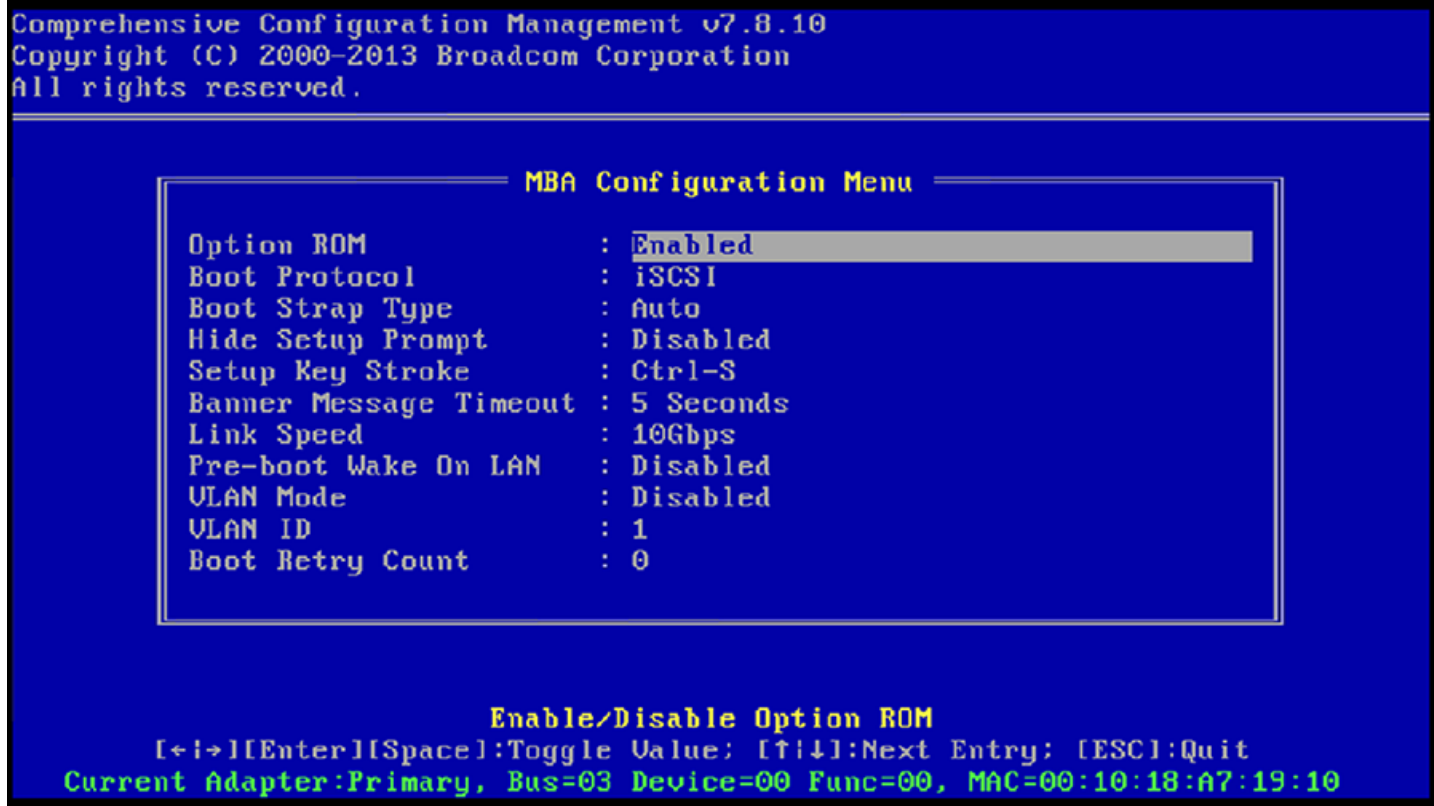 Comprehensive Configuration Management v7.8.10
Copyright (C) 2000-2013 Broadcom Corporation
All rights reserved.
MBA Configuration Menu
Option ROM : Enabled
Boot Protocol : iSCSI
Boot Strap Type : Auto
Hide Setup Prompt : Disabled
Setup Key Stroke : Ctrl-S
Banner Message Timeout : 5 Seconds
Link Speed : 10Gbps
Pre-boot Wake On LAN : Disabled
VLAN Mode : Disabled
VLAN ID : 1
Boot Retry Count : 0
Enable/Disable Option ROM
[←|→][Enter][Space]:Toggle Value; [↑|↓]:Next Entry; [ESC]:Quit
Current Adapter:Primary, Bus=03 Device=00 Func=00, MAC=00:10:18:A7:19:10